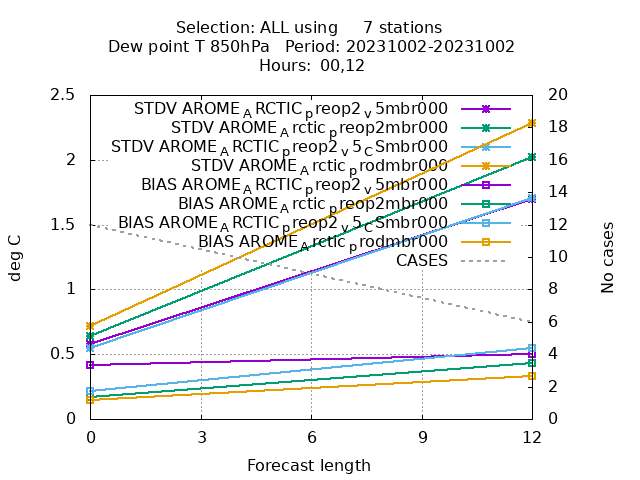 Selection: ALL using 7 stations
Dew point T 850hPa Period: 20231002-20231002
Hours: 00,12
2.5
2
1.5
1
0.5
0
deg C
STDV AROME_ARCTIC_preop2_v5mbr000
STDV AROME_Arctic_preop2mbr000
STDV AROME_ARCTIC_preop2_v5_CSmbr000
STDV AROME_Arctic_prodmbr000
BIAS AROME_ARCTIC_preop2_v5mbr000
BIAS AROME_Arctic_preop2mbr000
BIAS AROME_ARCTIC_preop2_v5_CSmbr000
BIAS AROME_Arctic_prodmbr000
CASES
20
18
16
14
12
10
8
6
4
2
0
No cases
0 3 6 9 12
Forecast length